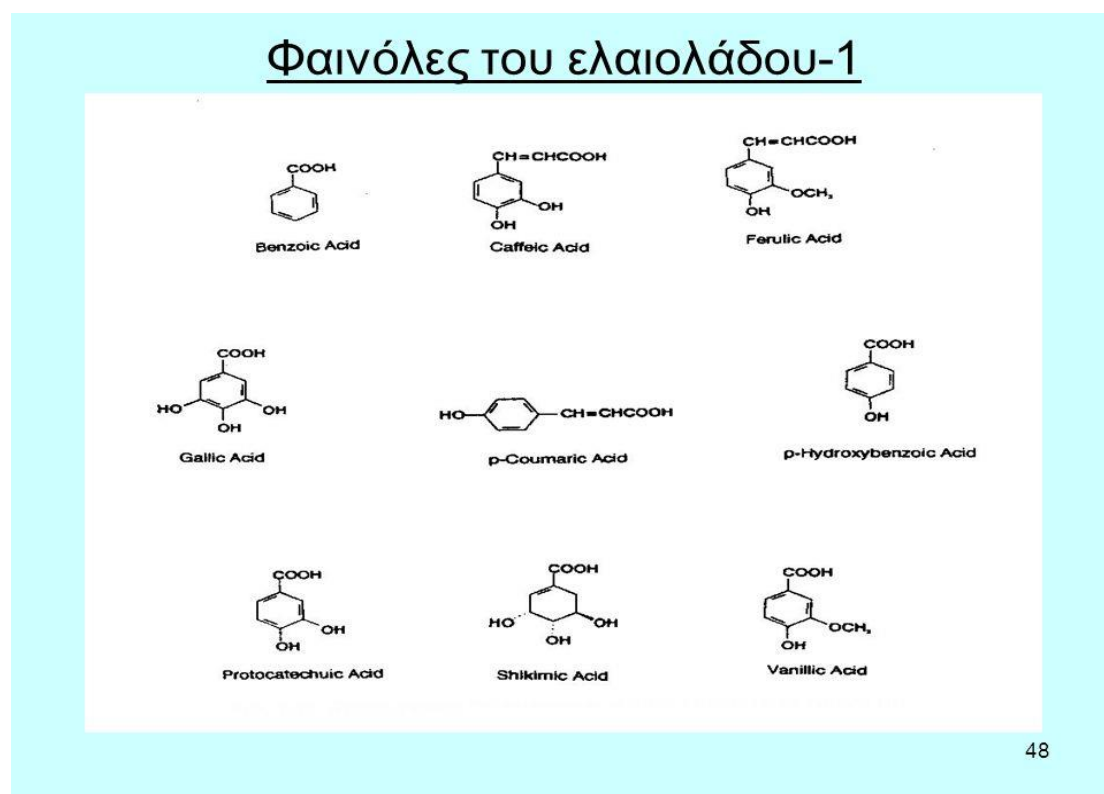 Φαινόλες του ελαιολάδου-1
COOH
Benzoic Acid
CH=CHCOOH
OH
OH
Caffeic Acid
CH=CHCOOH
OCH₃
OH
Ferulic Acid
COOH
HO
OH
OH
Gallic Acid
HO
CH=CHCOOH
p-Coumaric Acid
COOH
OH
p-Hydroxybenzoic Acid
COOH
OH
OH
Protocatechuic Acid
COOH
HO
OH
OH
Shikimic Acid
COOH
OCH₃
OH
Vanillic Acid
48